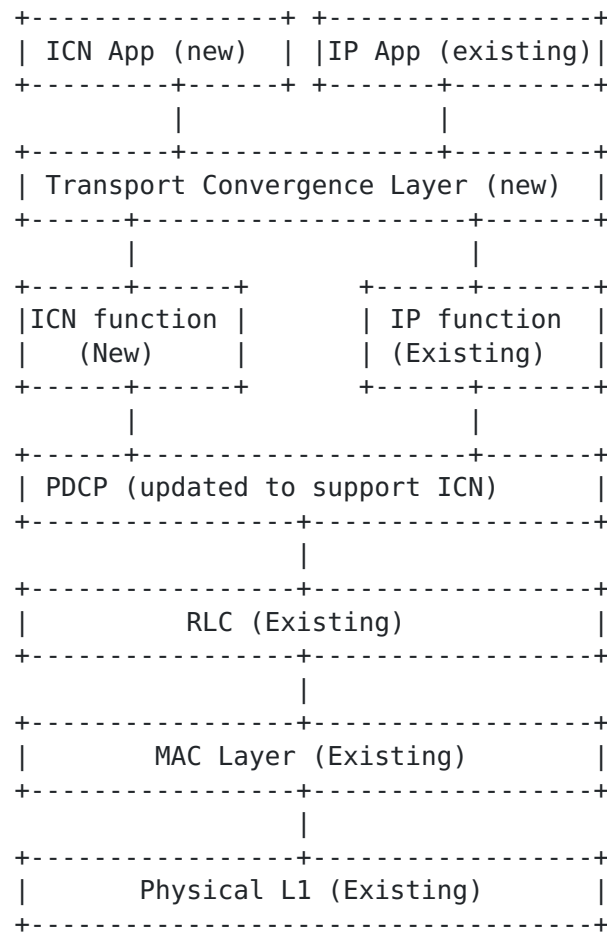 ICN App (new) IP App (existing)
Transport Convergence Layer (new)
ICN function IP function
(New) (Existing)
PDCP (updated to support ICN)
RLC (Existing)
MAC Layer (Existing)
Physical L1 (Existing)